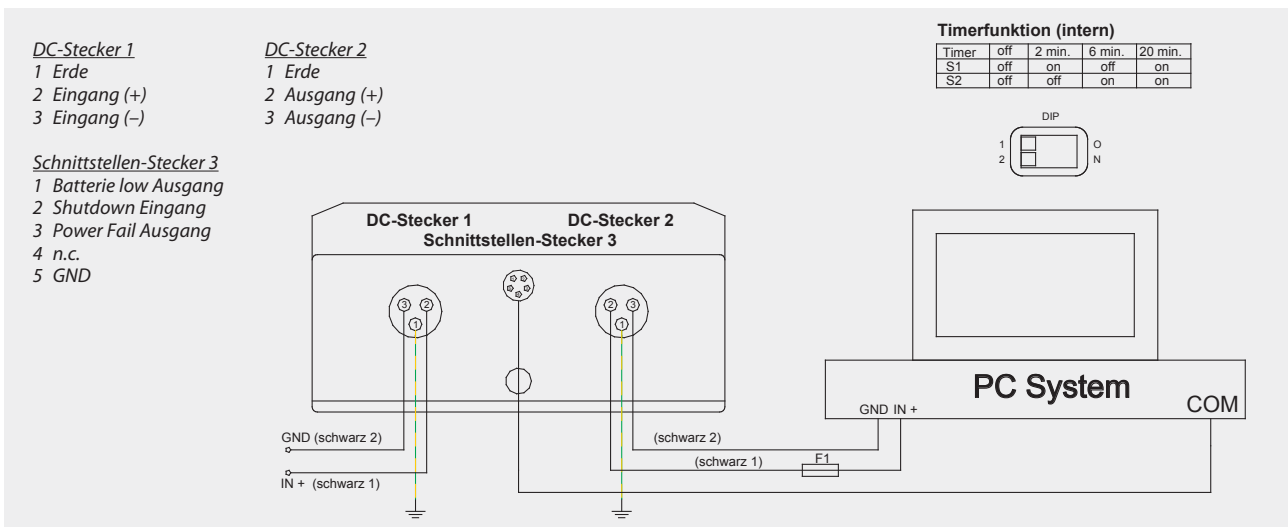 DC-Stecker 1
1 Erde
2 Eingang (+)
3 Eingang (–)
DC-Stecker 2
1 Erde
2 Ausgang (+)
3 Ausgang (–)
Schnittstellen-Stecker 3
1 Batterie low Ausgang
2 Shutdown Eingang
3 Power Fail Ausgang
4 n.c.
5 GND
Timerfunktion (intern)
Timer off 2 min. 6 min. 20 min.
S1 off on off on
S2 off off on on
DIP
1 O
2 N
DC-Stecker 1 DC-Stecker 2
Schnittstellen-Stecker 3
3 2
1
2 3
1
PC System
GND IN + COM
GND (schwarz 2)
IN + (schwarz 1)
(schwarz 2)
(schwarz 1) F1